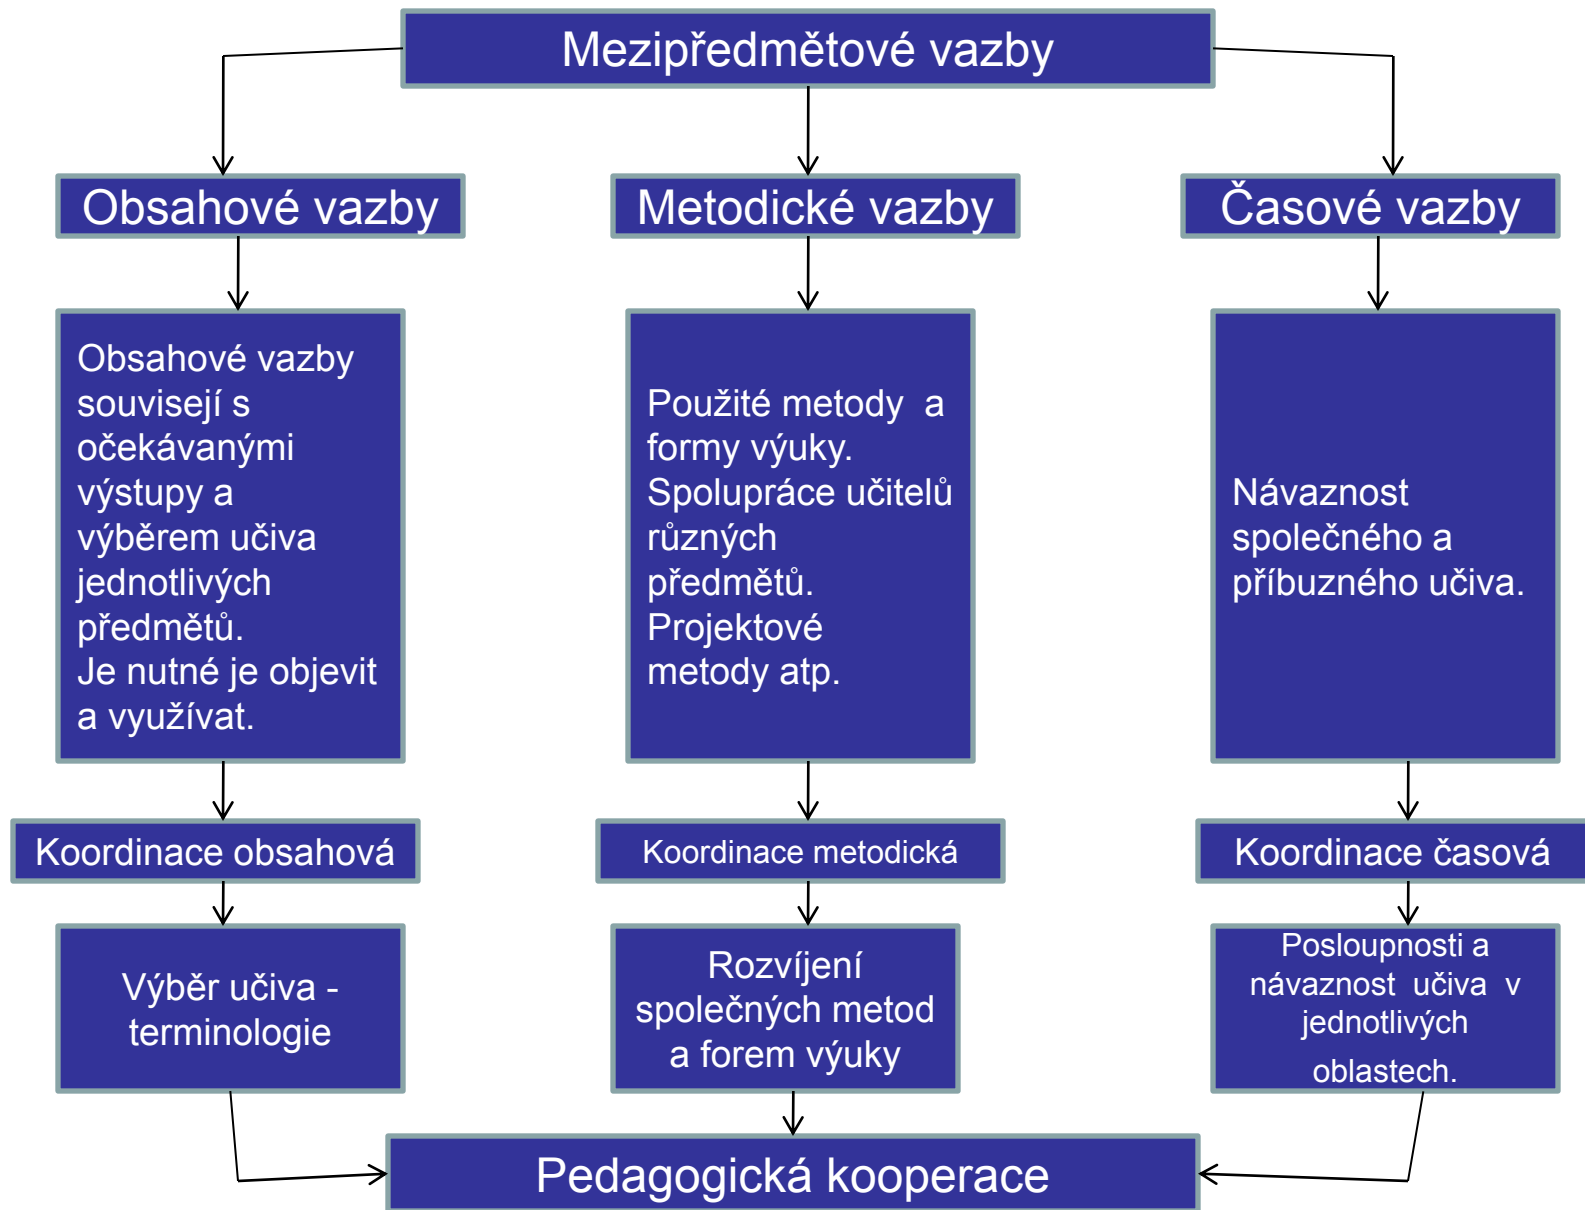 Mezipředmětové vazby
Obsahové vazby
Metodické vazby
Časové vazby
Obsahové vazby
souvisejí s
očekávanými
výstupy a
výběrem učiva
jednotlivých
předmětů.
Je nutné je objevit
a využívat.
Použité metody a
formy výuky.
Spolupráce učitelů
různých
předmětů.
Projektové
metody atp.
Návaznost
společného a
příbuzného učiva.
Koordinace obsahová
Koordinace metodická
Koordinace časová
Výběr učiva -
terminologie
Rozvíjení
společných metod
a forem výuky
Posloupnosti a
návaznost učiva v
jednotlivých
oblastech.
Pedagogická kooperace